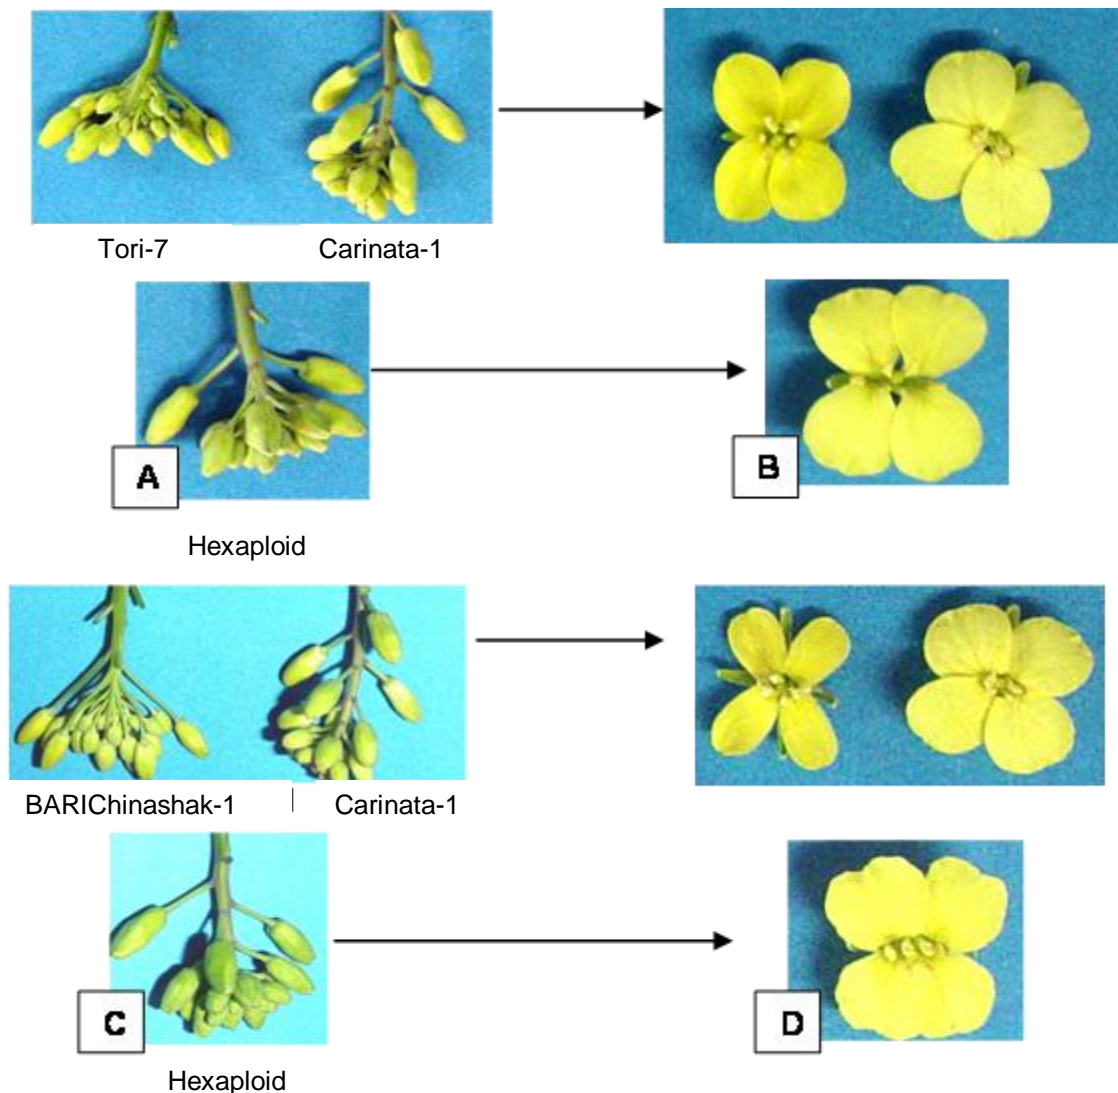 Tori-7 Carinata-1
A B
Hexaploid
BARIChinashak-1 Carinata-1
C D
Hexaploid